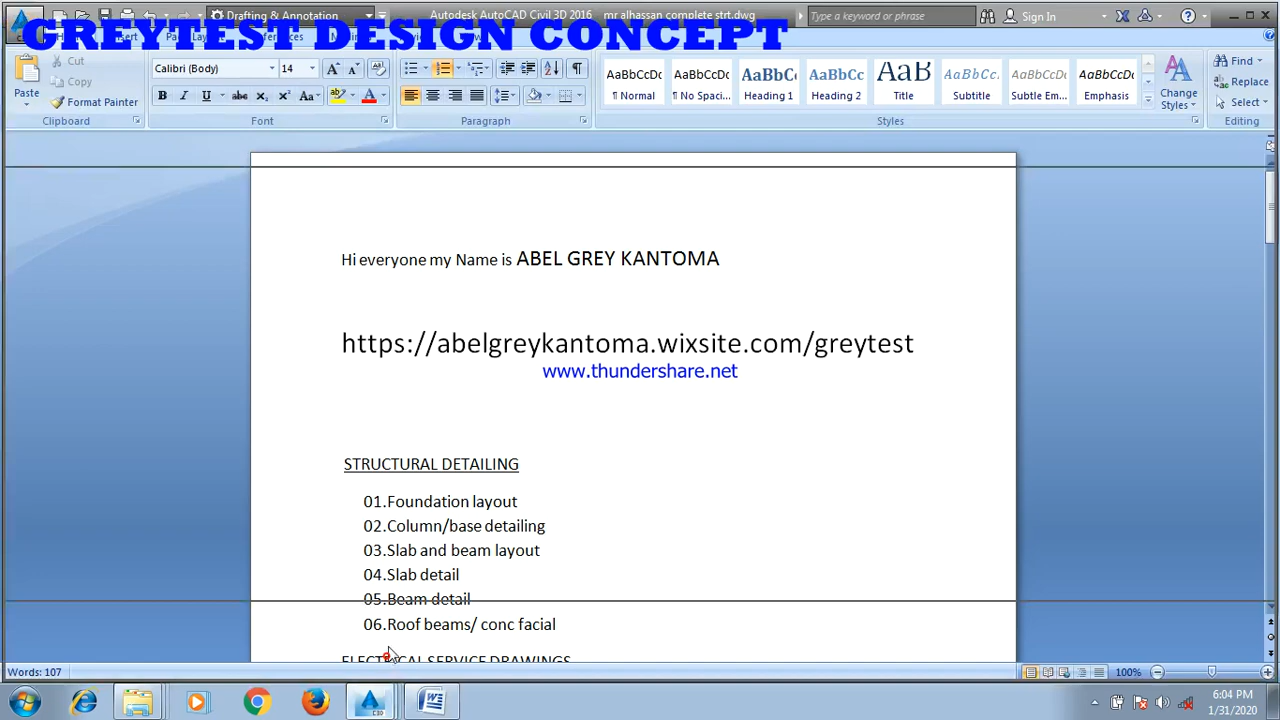 Drafting & Annotation
Autodesk AutoCAD Civil 3D 2016 mr alhassan complete strt.dwg
Type a keyword or phrase
Sign In
GREYTEST DESIGN CONCEPT
Paste
Cut
Copy
Format Painter
Clipboard
Calibri (Body)
14
Font
Paragraph
AaBbCcDc
¶ Normal
AaBbCcDc
¶ No Spaci...
AaBbCc
Heading 1
AaBbCc
Heading 2
AaB
Title
AaBbCc
Subtitle
AaBbCcDc
Subtle Em...
AaBbCcDc
Emphasis
Change
Styles
Styles
Find
Replace
Select
Editing
Hi everyone my Name is ABEL GREY KANTOMA
https://abelgreykantoma.wixsite.com/greytest
www.thundershare.net
STRUCTURAL DETAILING
01.Foundation layout
02.Column/base detailing
03.Slab and beam layout
04.Slab detail
05.Beam detail
06.Roof beams/ conc facial
ELECTRICAL SERVICE DRAWINGS
Words: 107
100%
6:04 PM
1/31/2020